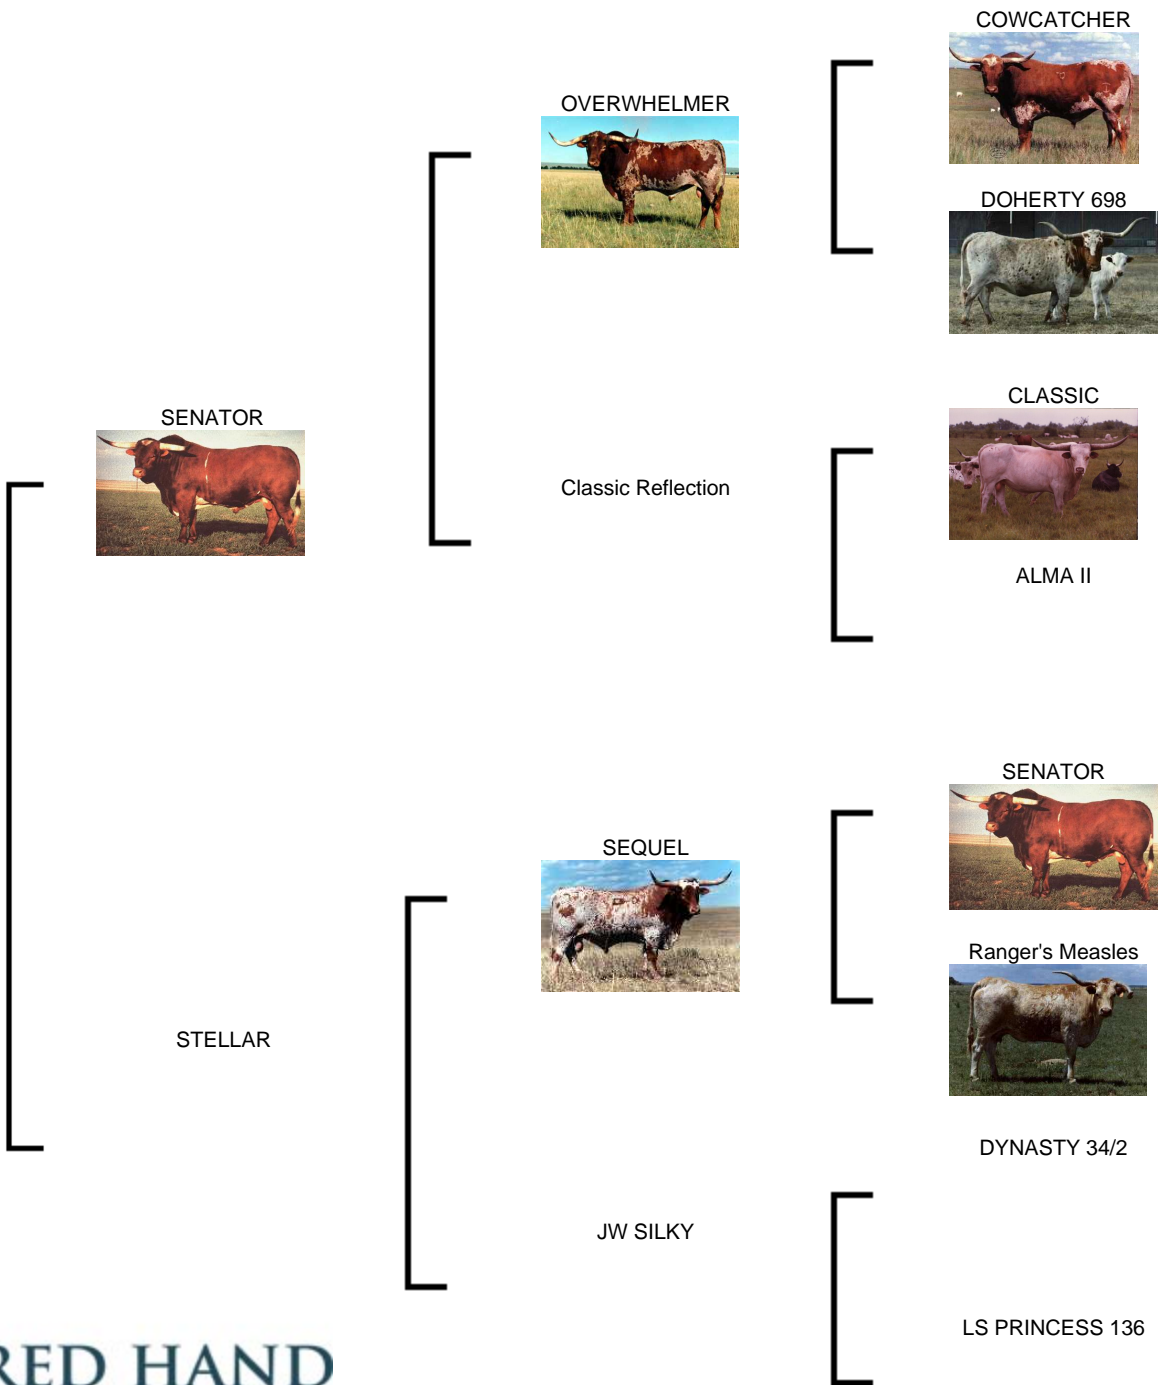 COWCATCHER
OVERWHELMER
DOHERTY 698
CLASSIC
SENATOR
Classic Reflection
ALMA II
SENATOR
SEQUEL
Ranger's Measles
STELLAR
DYNASTY 34/2
JW SILKY
LS PRINCESS 136
RED HAND